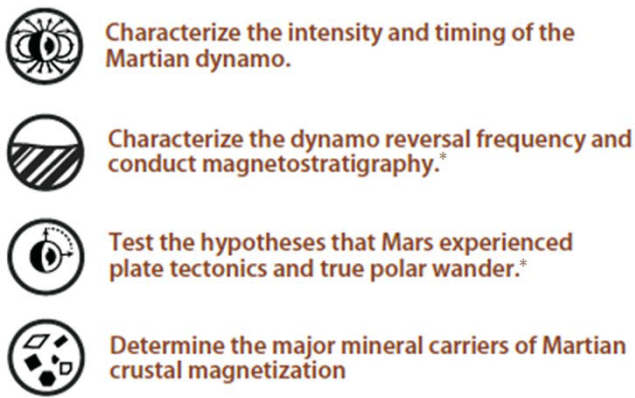 Characterize the intensity and timing of the
Martian dynamo.
Characterize the dynamo reversal frequency and
conduct magnetostratigraphy.*
Test the hypotheses that Mars experienced
plate tectonics and true polar wander.*
Determine the major mineral carriers of Martian
crustal magnetization